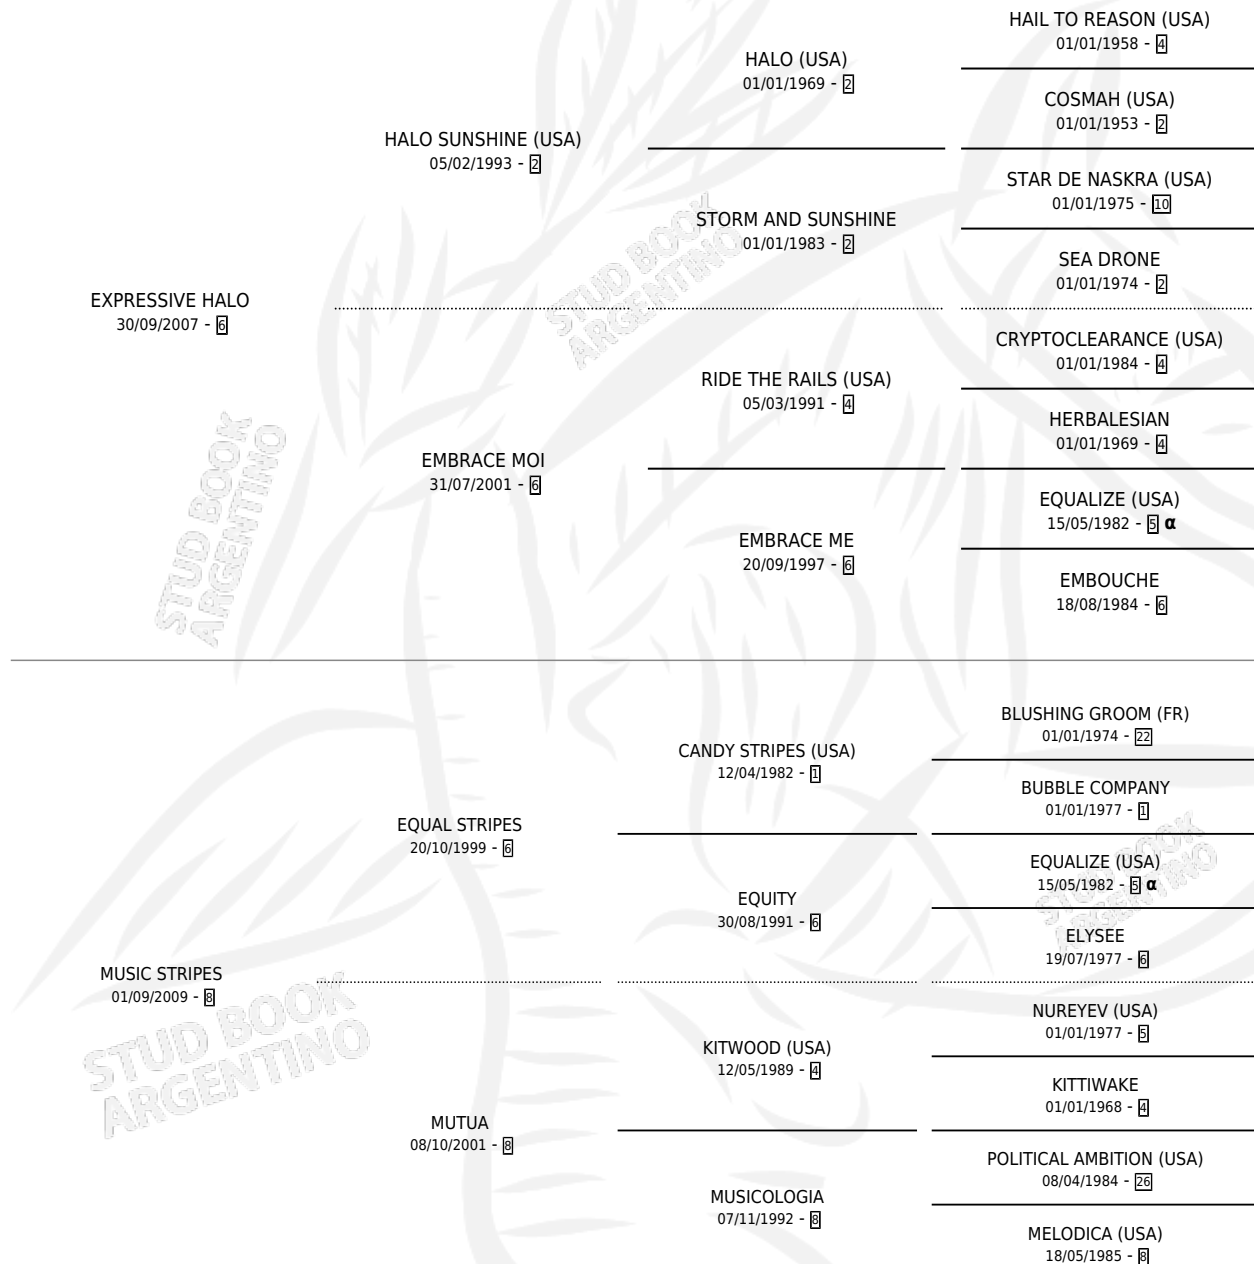 HAIL TO REASON (USA)
01/01/1958 - 4
HALO (USA)
01/01/1969 - 2
COSMAH (USA)
01/01/1953 - 2
HALO SUNSHINE (USA)
05/02/1993 - 2
STAR DE NASKRA (USA)
01/01/1975 - 10
STORM AND SUNSHINE
01/01/1983 - 2
SEA DRONE
01/01/1974 - 2
EXPRESSIVE HALO
30/09/2007 - 6
STUD BOOK
ARGENTINO
CRYPTOCLEARANCE (USA)
01/01/1984 - 4
RIDE THE RAILS (USA)
05/03/1991 - 4
HERBALESIAN
01/01/1969 - 4
EMBRACE MOI
31/07/2001 - 6
EQUALIZE (USA)
15/05/1982 - 5 α
EMBRACE ME
20/09/1997 - 6
EMBOUCHE
18/08/1984 - 6
STUD BOOK
ARGENTINO
BLUSHING GROOM (FR)
01/01/1974 - 22
CANDY STRIPES (USA)
12/04/1982 - 1
BUBBLE COMPANY
01/01/1977 - 1
EQUAL STRIPES
20/10/1999 - 6
EQUALIZE (USA)
15/05/1982 - 5 α
EQUITY
30/08/1991 - 6
ELYSEE
19/07/1977 - 6
STUD BOOK
ARGENTINO
MUSIC STRIPES
01/09/2009 - 8
STUD BOOK
ARGENTINO
NUREYEV (USA)
01/01/1977 - 5
KITWOOD (USA)
12/05/1989 - 4
KITTIWAKE
01/01/1968 - 4
MUTUA
08/10/2001 - 8
POLITICAL AMBITION (USA)
08/04/1984 - 26
MUSICOLOGIA
07/11/1992 - 8
MELODICA (USA)
18/05/1985 - 8